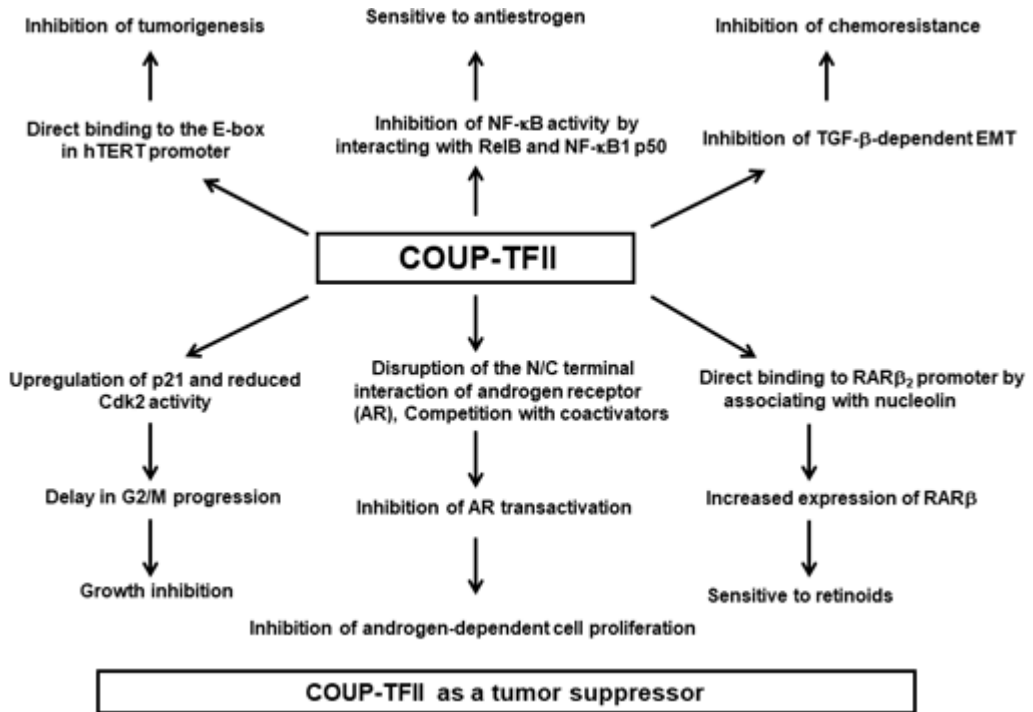 Inhibition of tumorigenesis
Sensitive to antiestrogen
Inhibition of chemoresistance
Direct binding to the E-box
in hTERT promoter
Inhibition of NF-κB activity by
interacting with RelB and NF-κB1 p50
Inhibition of TGF-β-dependent EMT
COUP-TFII
Upregulation of p21 and reduced
Cdk2 activity
Disruption of the N/C terminal
interaction of androgen receptor
(AR), Competition with coactivators
Direct binding to RARβ₂ promoter by
associating with nucleolin
Delay in G2/M progression
Inhibition of AR transactivation
Increased expression of RARβ
Growth inhibition
Inhibition of androgen-dependent cell proliferation
Sensitive to retinoids
COUP-TFII as a tumor suppressor